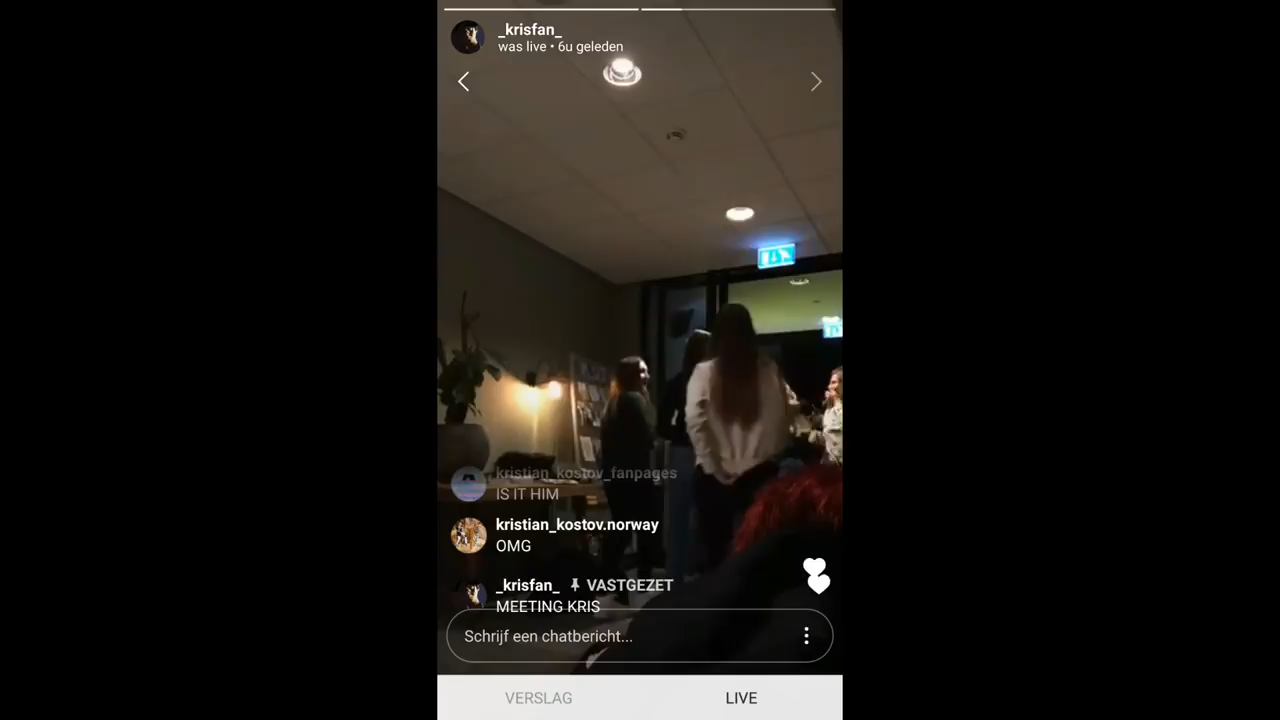 _krisfan_
was live • 6u geleden
kristian_kostov_fanpages
IS IT HIM
kristian_kostov.norway
OMG
_krisfan_ VASTGEZET
MEETING KRIS
Schrijf een chatbericht...
VERSLAG LIVE